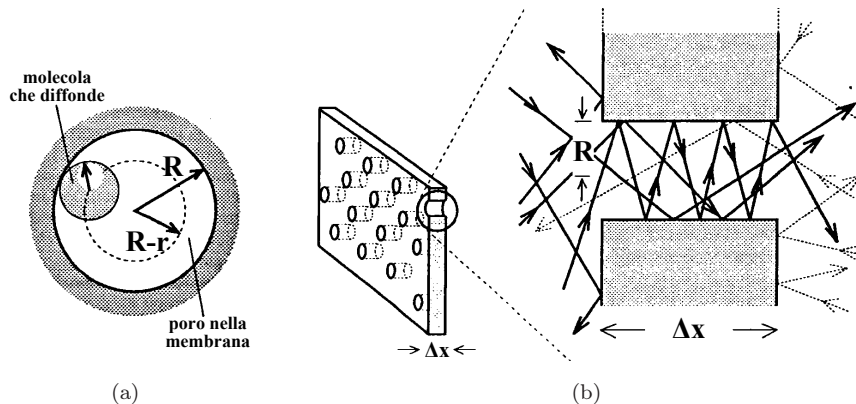 molecola
che diffonde
R
R-r
poro nella
membrana
Δx
R
Δx
(a)
(b)